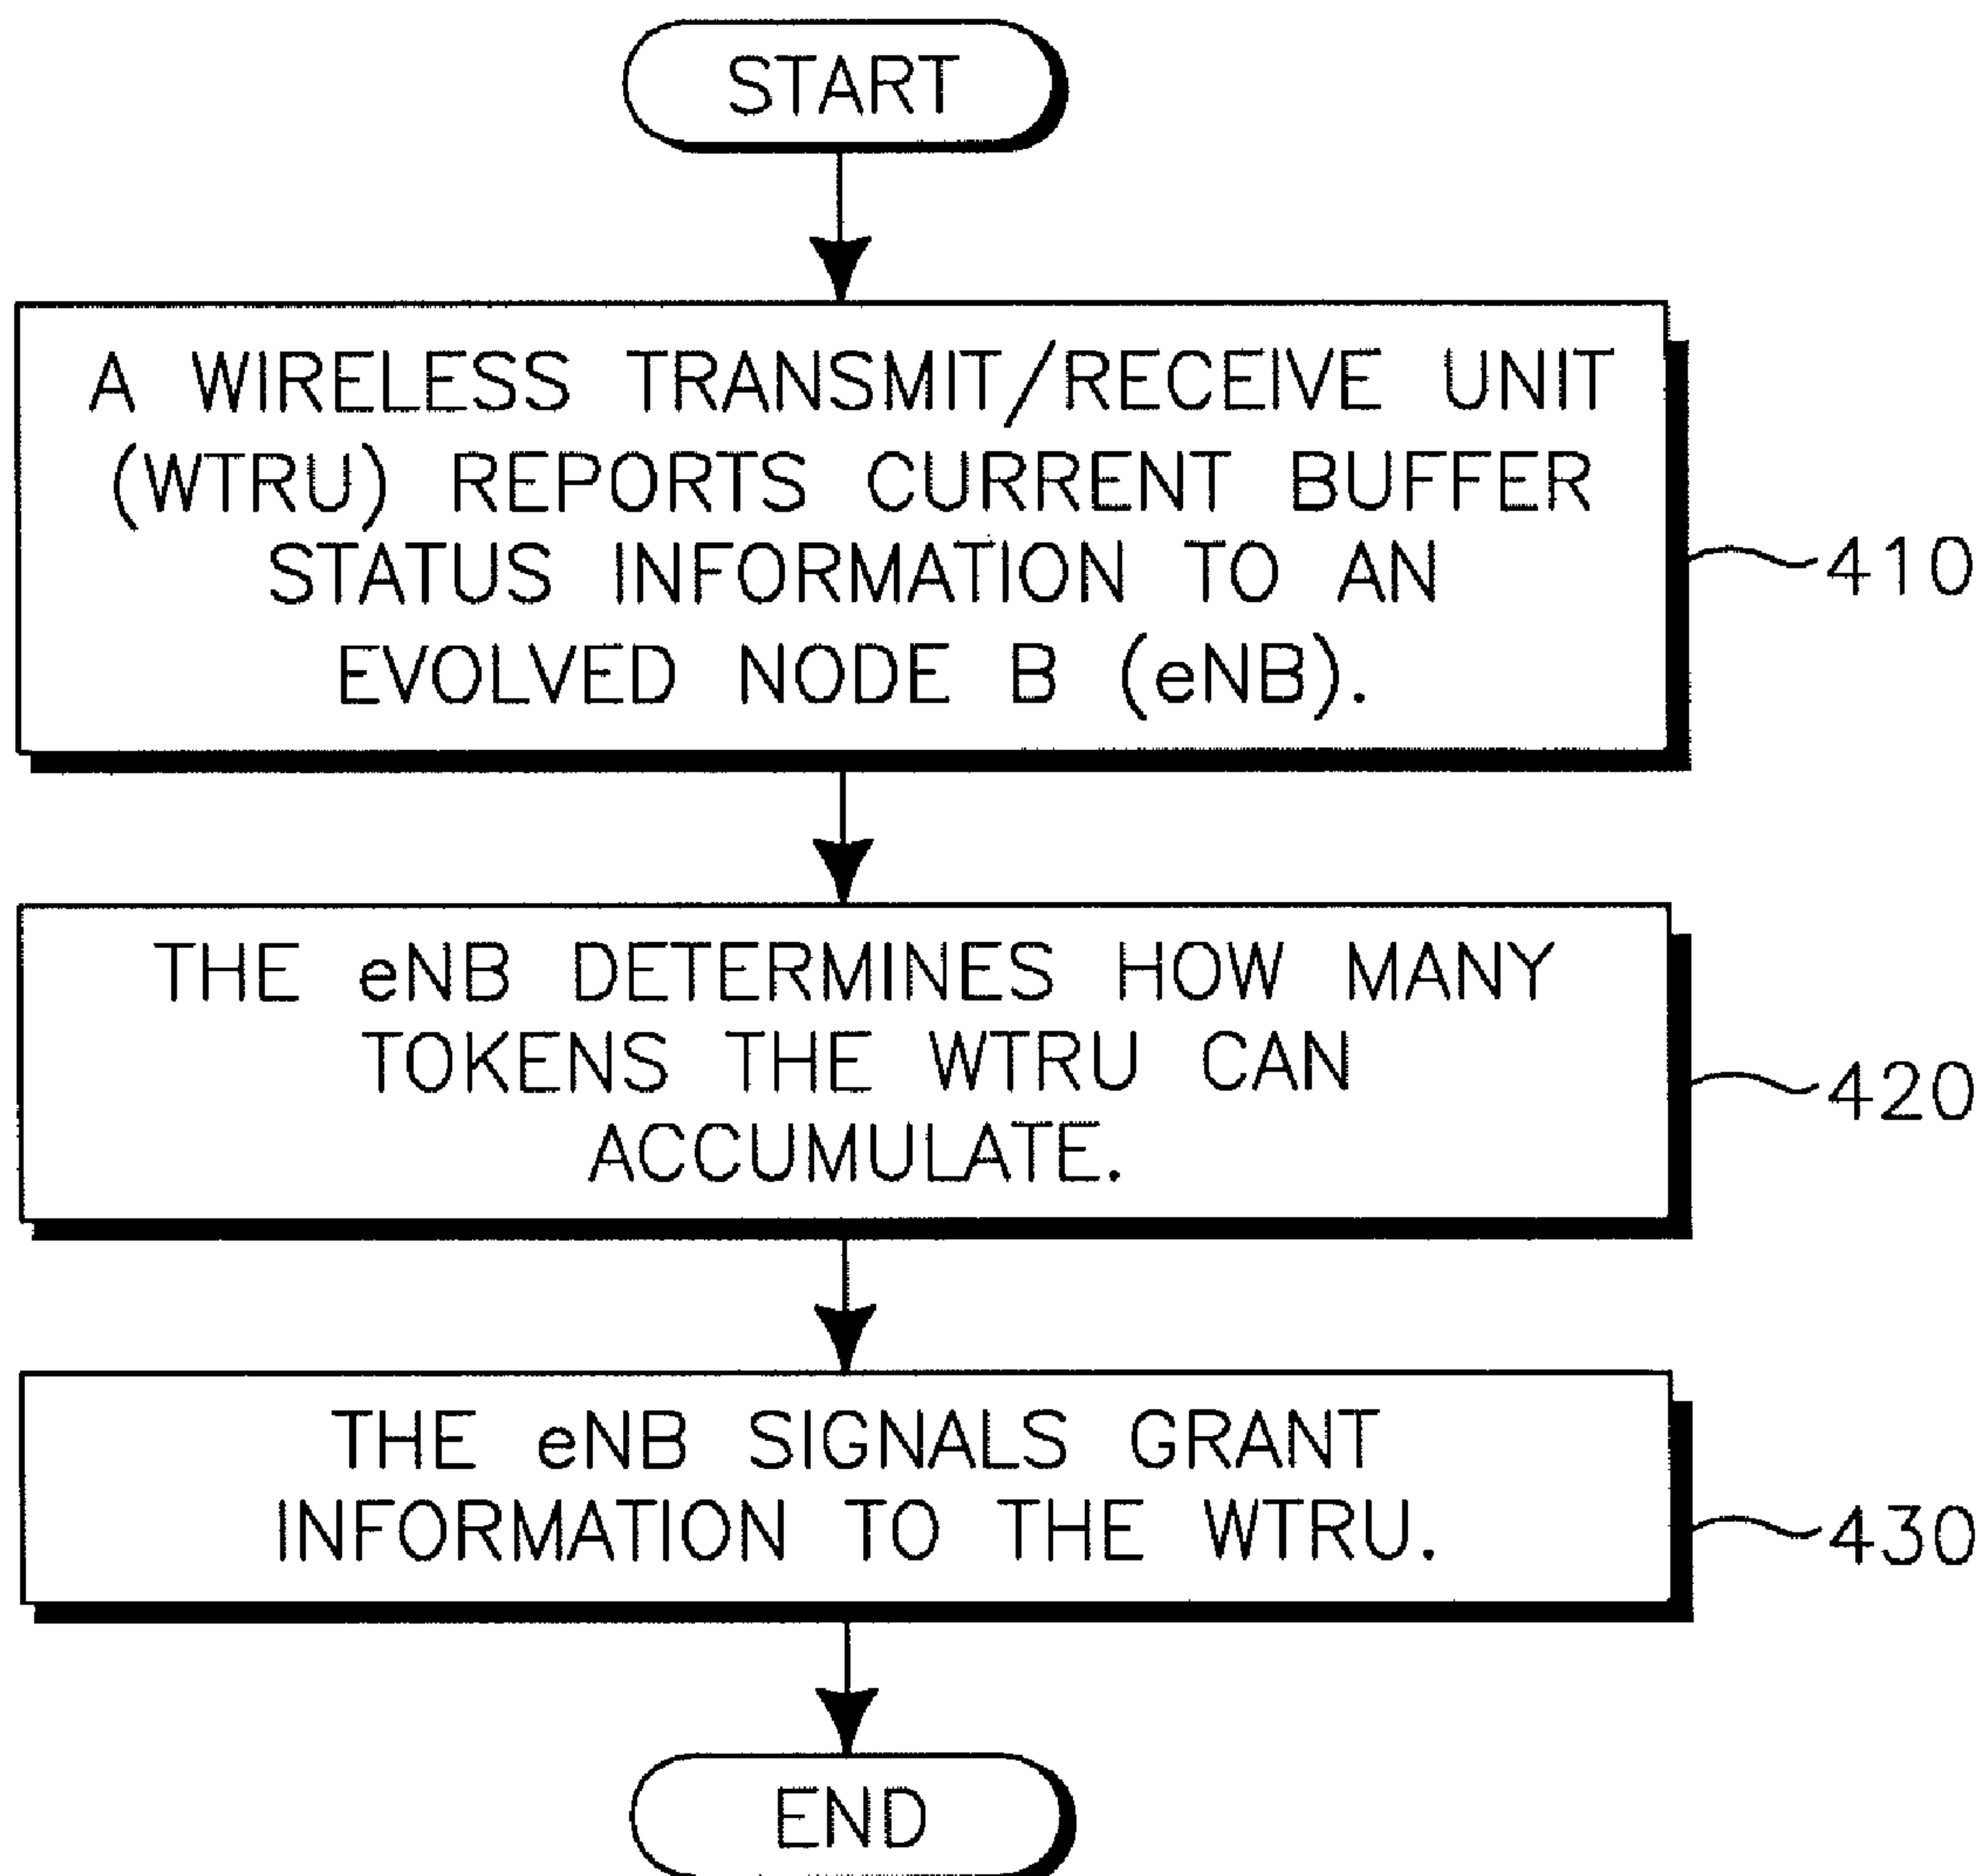 START
A WIRELESS TRANSMIT/RECEIVE UNIT
(WTRU) REPORTS CURRENT BUFFER
STATUS INFORMATION TO AN
EVOLVED NODE B (eNB).
410
THE eNB DETERMINES HOW MANY
TOKENS THE WTRU CAN
ACCUMULATE.
420
THE eNB SIGNALS GRANT
INFORMATION TO THE WTRU.
430
END